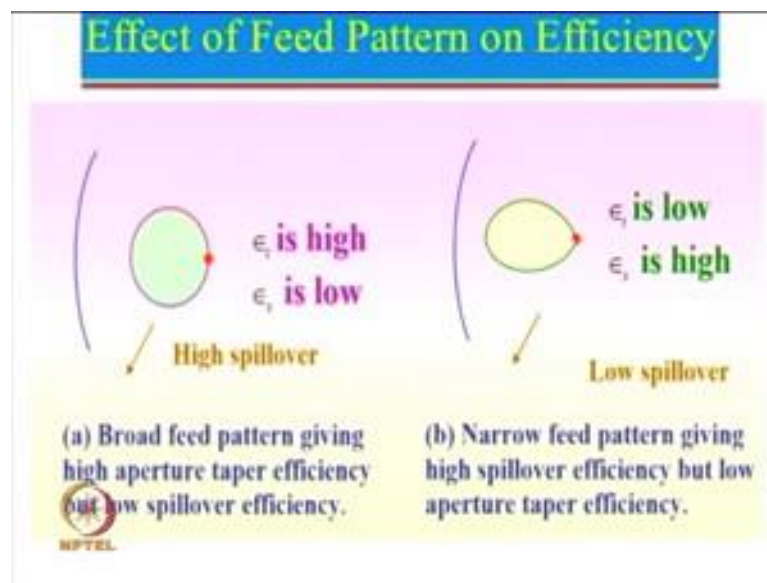 Effect of Feed Pattern on Efficiency
∈ is high
∈ is low
High spillover
∈ is low
∈ is high
Low spillover
(a) Broad feed pattern giving
high aperture taper efficiency
but low spillover efficiency.
(b) Narrow feed pattern giving
high spillover efficiency but low
aperture taper efficiency.
NPTEL